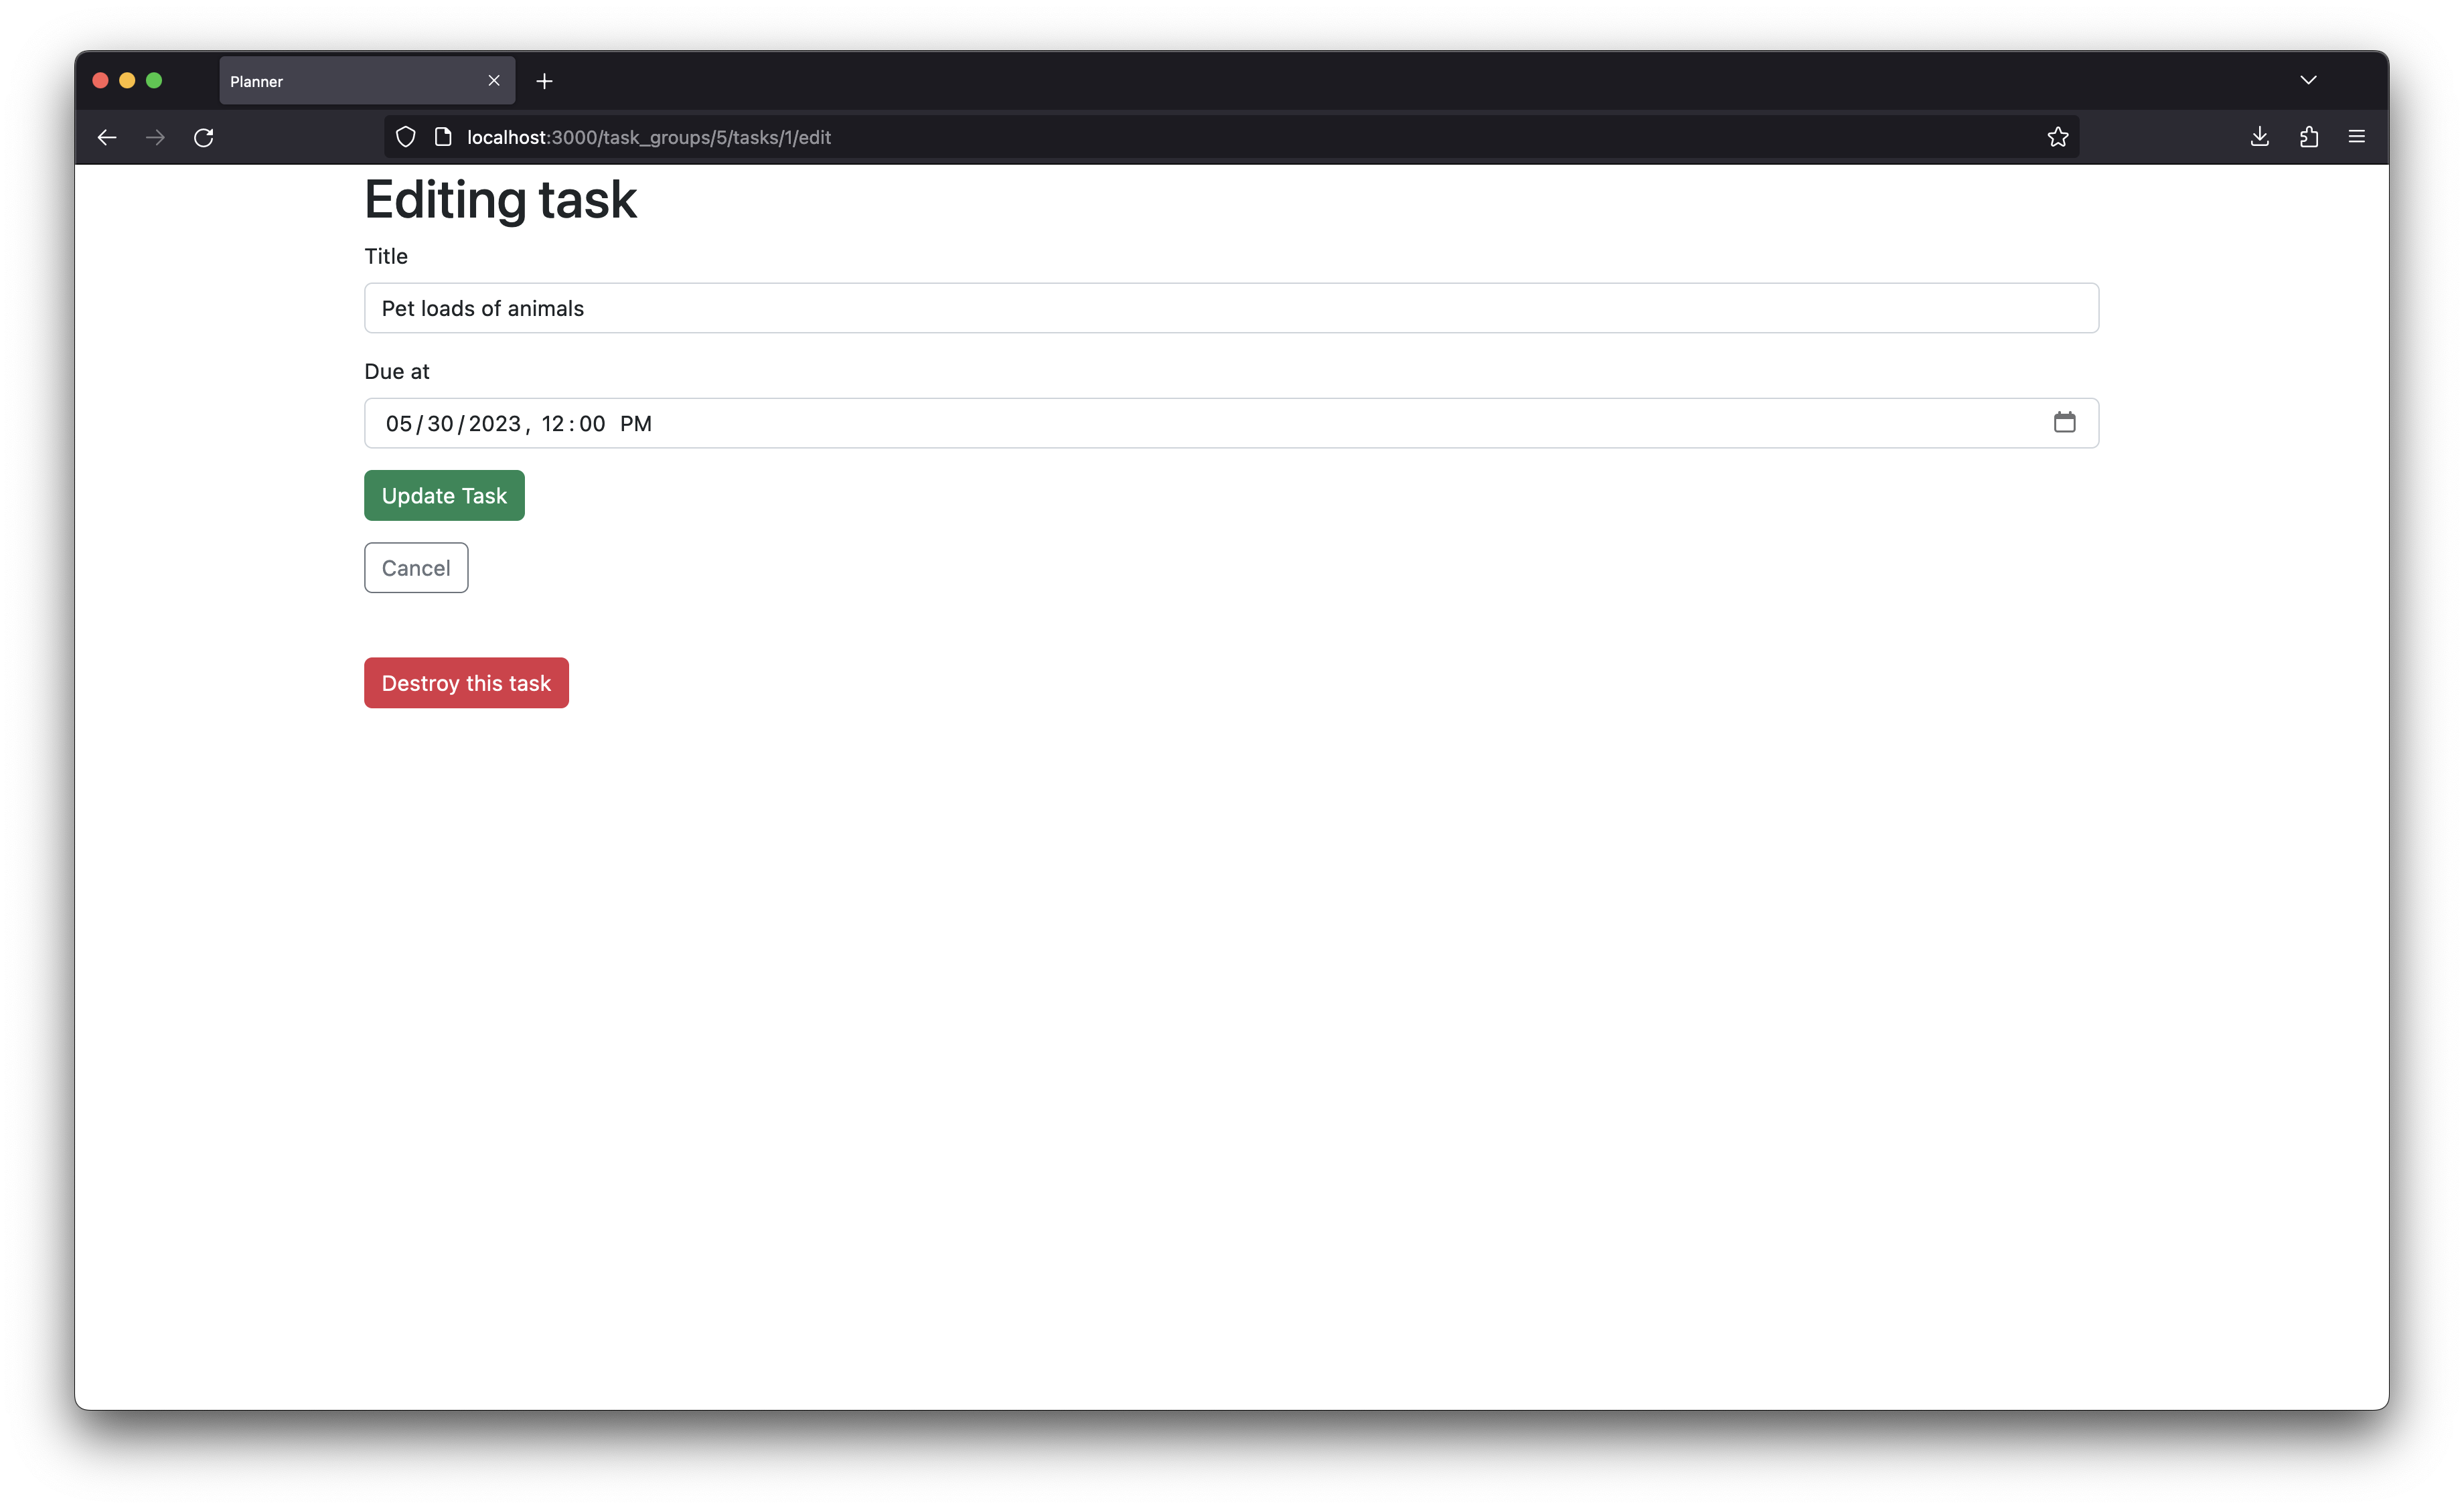 Planner
localhost:3000/task_groups/5/tasks/1/edit
Editing task
Title
Pet loads of animals
Due at
05/30/2023, 12:00 PM
Update Task
Cancel
Destroy this task